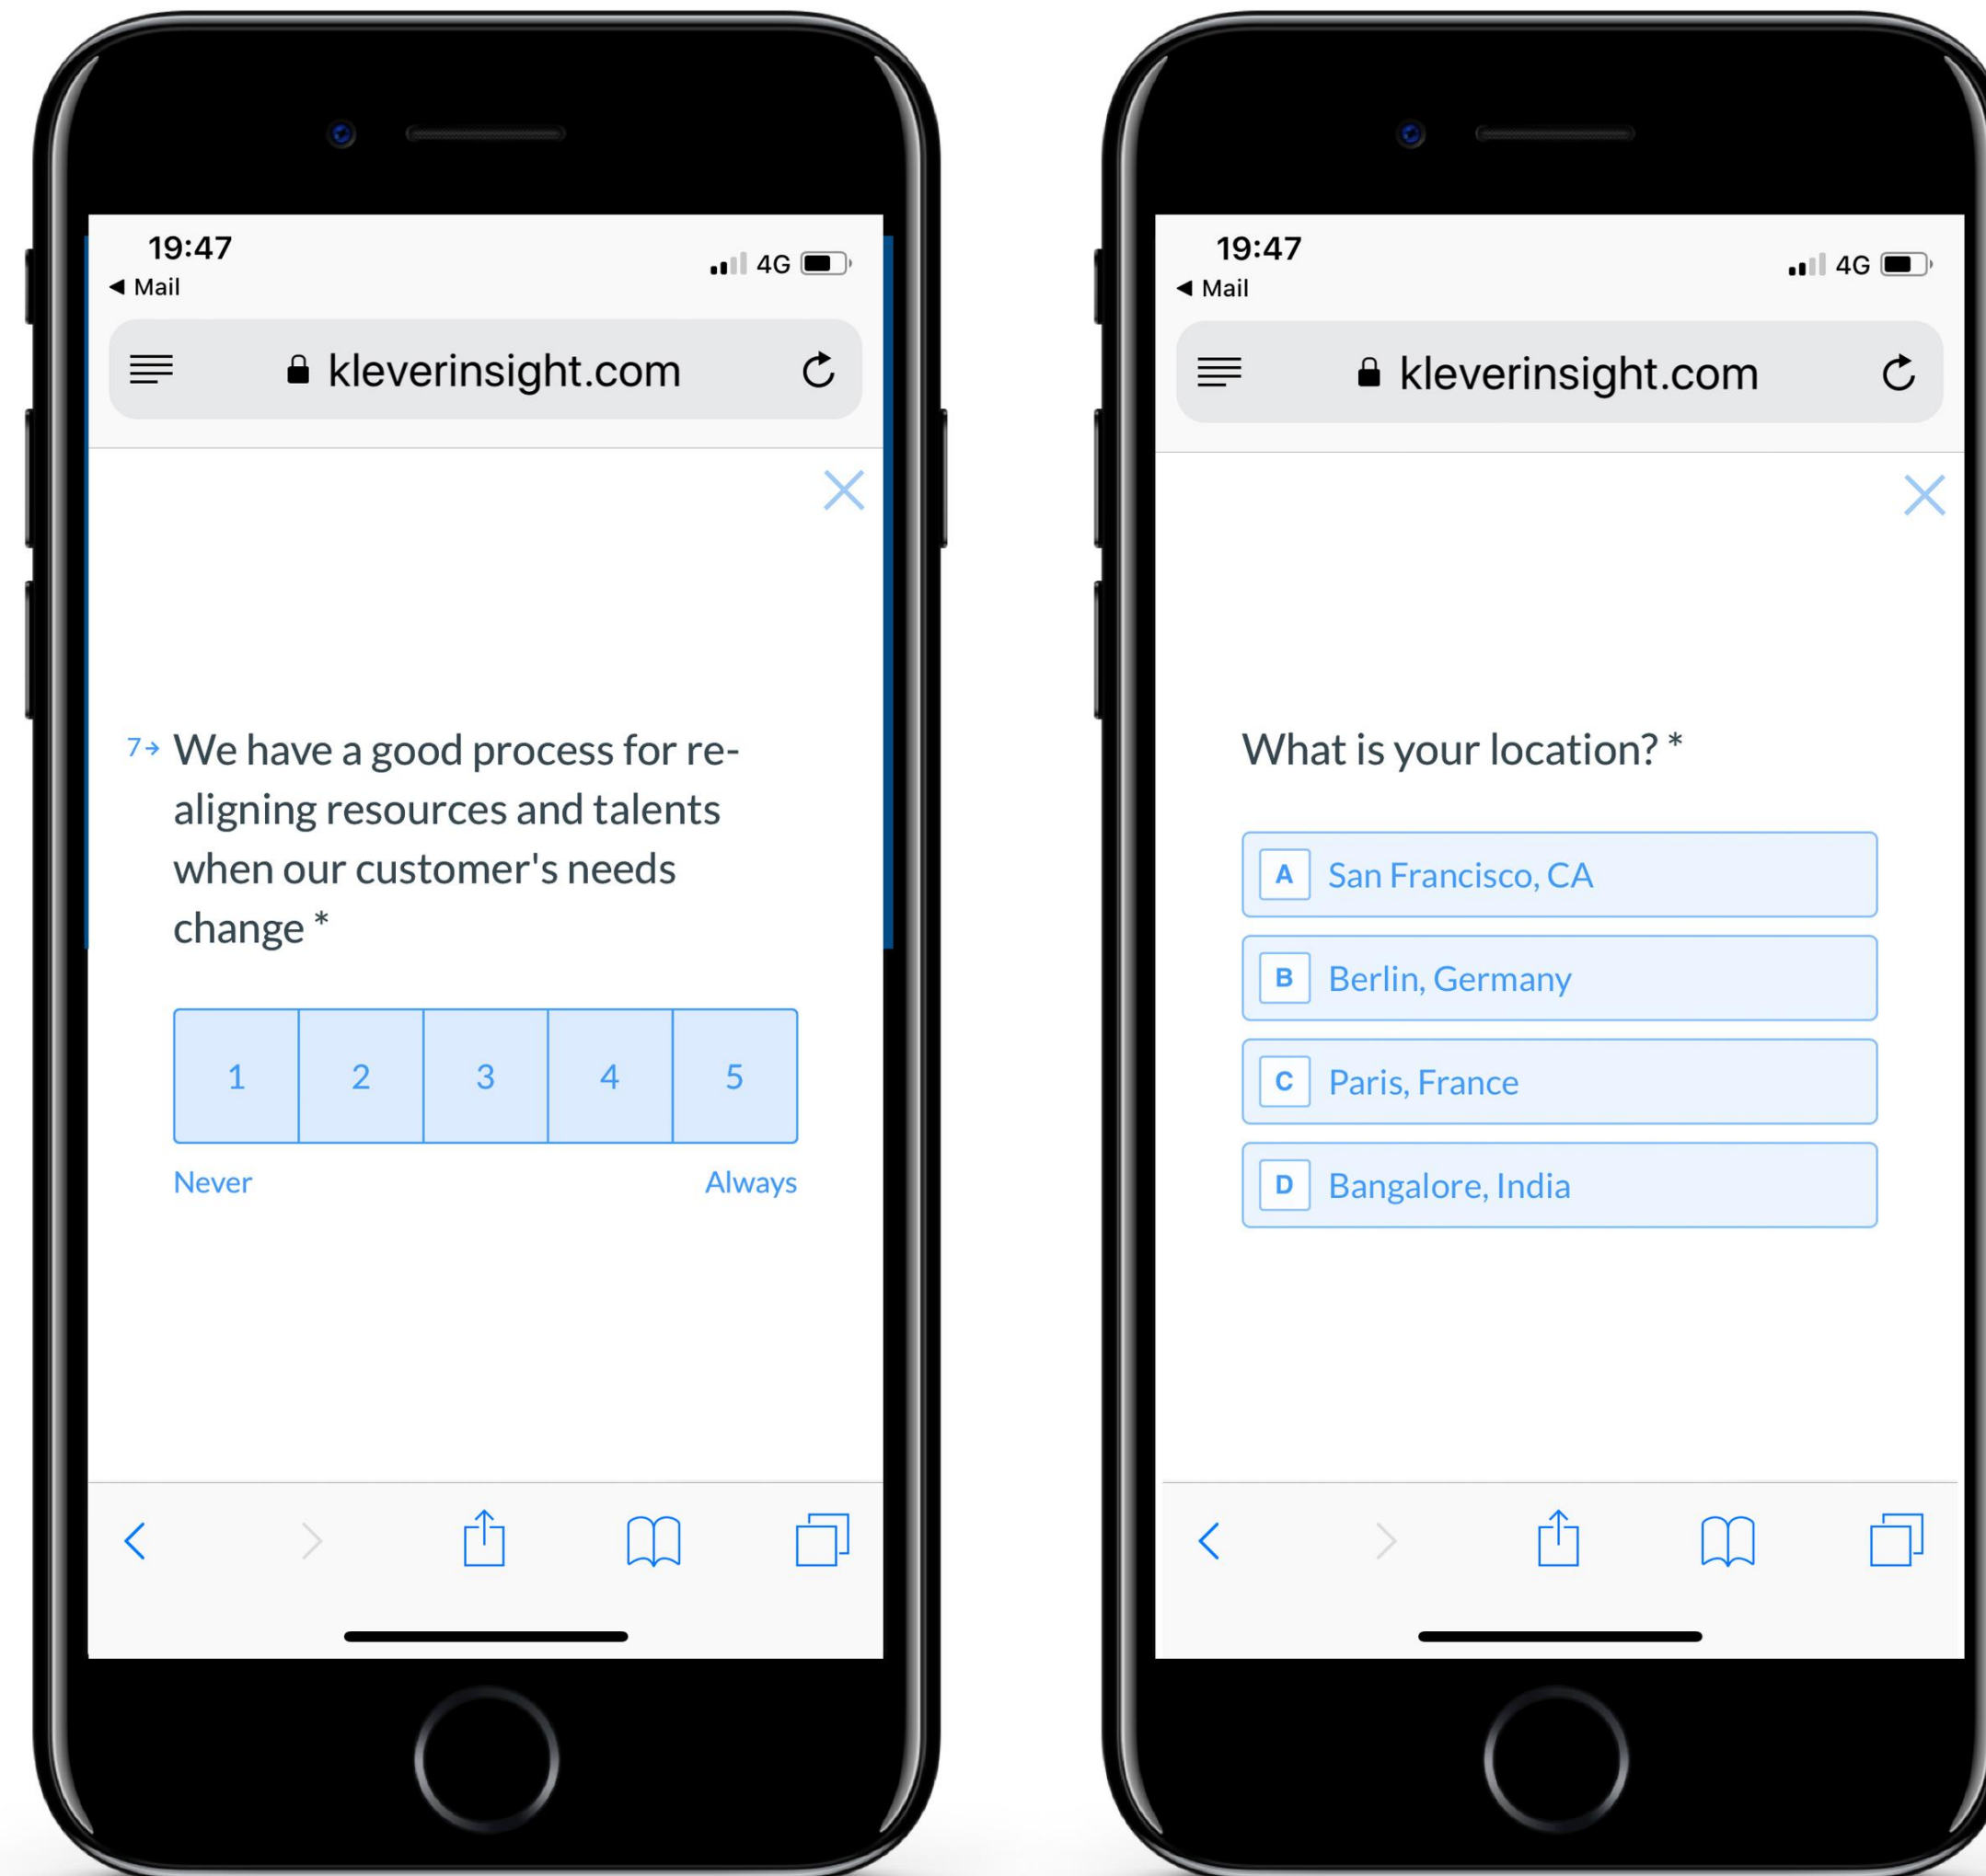 19:47
4G
◀ Mail
kleverinsight.com
7→ We have a good process for re-
aligning resources and talents
when our customer's needs
change *
1 2 3 4 5
Never Always
19:47
4G
◀ Mail
kleverinsight.com
What is your location? *
A San Francisco, CA
B Berlin, Germany
C Paris, France
D Bangalore, India